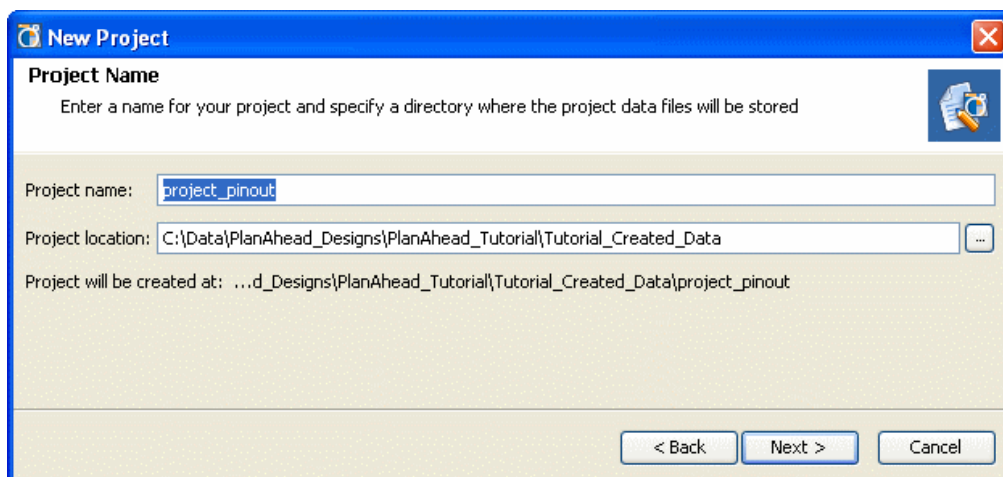 New Project
Project Name
Enter a name for your project and specify a directory where the project data files will be stored
Project name: project_pinout
Project location: C:\Data\PlanAhead_Designs\PlanAhead_Tutorial\Tutorial_Created_Data ...
Project will be created at: ...d_Designs\PlanAhead_Tutorial\Tutorial_Created_Data\project_pinout
< Back Next > Cancel